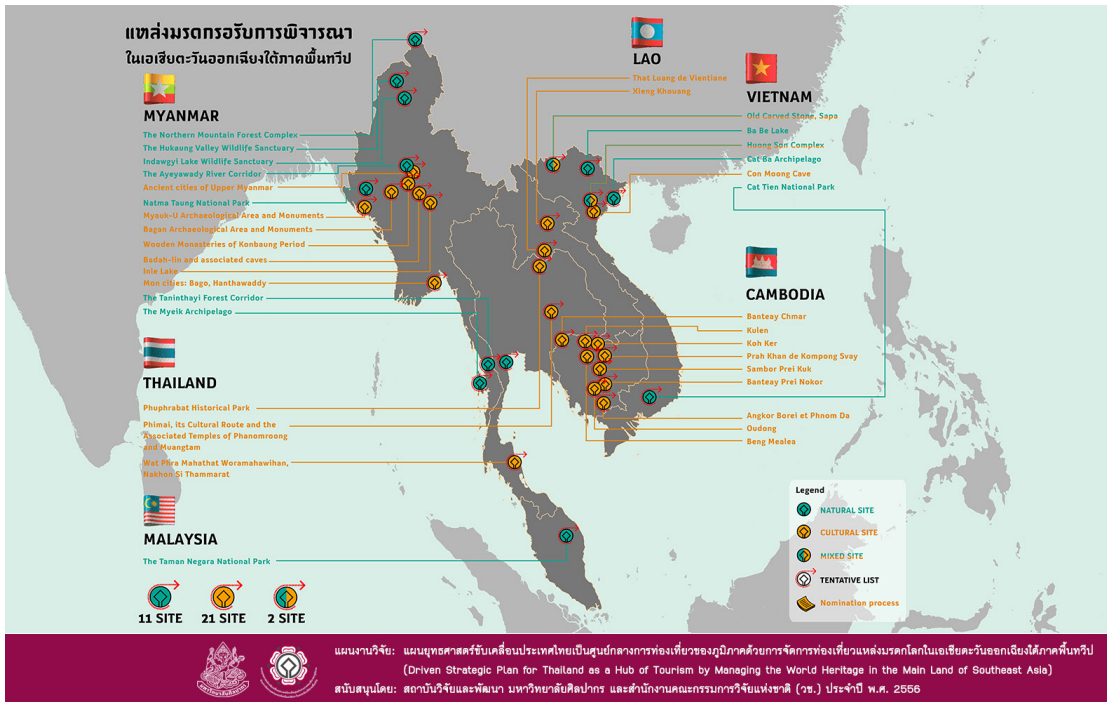 แหล่งมรดกรอรับการพิจารณา
ในเอเชียตะวันออกเฉียงใต้ภาคพื้นทวีป
MYANMAR
The Northern Mountain Forest Complex
The Hukaung Valley Wildlife Sanctuary
Indawgyi Lake Wildlife Sanctuary
The Ayeyawady River Corridor
Ancient cities of Upper Myanmar
Natma Taung National Park
Myauk-U Archaeological Area and Monuments
Bagan Archaeological Area and Monuments
Wooden Monasteries of Konbaung Period
Badah-lin and associated caves
Inle Lake
Mon cities: Bago, Hanthawaddy
The Taninthayi Forest Corridor
The Myeik Archipelago
THAILAND
Phuphrabat Historical Park
Phimai, its Cultural Route and the
Associated Temples of Phanomroong
and Muangtam
Wat Phra Mahathat Woramahawihan,
Nakhon Si Thammarat
MALAYSIA
The Taman Negara National Park
11 SITE
21 SITE
2 SITE
LAO
That Luang de Vientiane
Xieng Khouang
VIETNAM
Old Carved Stone, Sapa
Ba Be Lake
Huong Son Complex
Cat Ba Archipelago
Con Moong Cave
Cat Tien National Park
CAMBODIA
Banteay Chmar
Kulen
Koh Ker
Prah Khan de Kompong Svay
Sambor Prei Kuk
Banteay Prei Nokor
Angkor Borei et Phnom Da
Oudong
Beng Mealea
Legend
NATURAL SITE
CULTURAL SITE
MIXED SITE
TENTATIVE LIST
Nomination process
แผนงานวิจัย: แผนยุทธศาสตร์ขับเคลื่อนประเทศไทยเป็นศูนย์กลางการท่องเที่ยวของภูมิภาคด้วยการจัดการท่องเที่ยวแหล่งมรดกโลกในเอเชียตะวันออกเฉียงใต้ภาคพื้นทวีป
(Driven Strategic Plan for Thailand as a Hub of Tourism by Managing the World Heritage in the Main Land of Southeast Asia)
สนับสนุนโดย: สถาบันวิจัยและพัฒนา มหาวิทยาลัยศิลปากร และสำนักงานคณะกรรมการวิจัยแห่งชาติ (วช.) ประจำปี พ.ศ. 2556